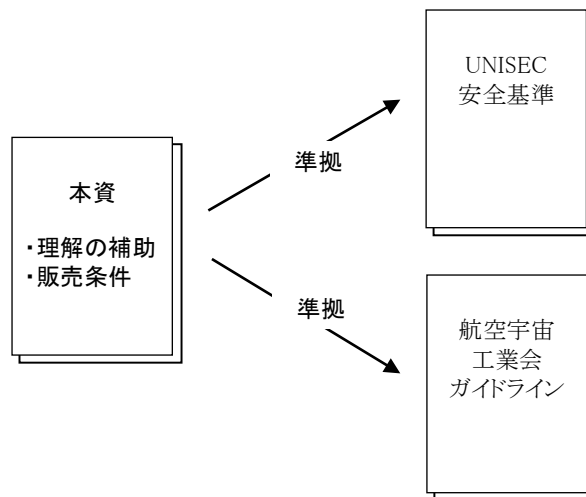 本資
・理解の補助
・販売条件
準拠
準拠
UNISEC
安全基準
航空宇宙
工業会
ガイドライン